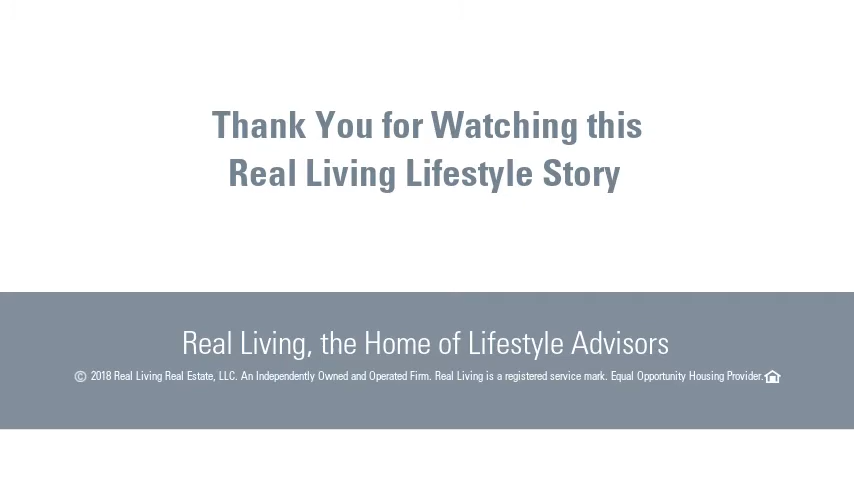 Thank You for Watching this
Real Living Lifestyle Story
Real Living, the Home of Lifestyle Advisors
© 2018 Real Living Real Estate, LLC. An Independently Owned and Operated Firm. Real Living is a registered service mark. Equal Opportunity Housing Provider.